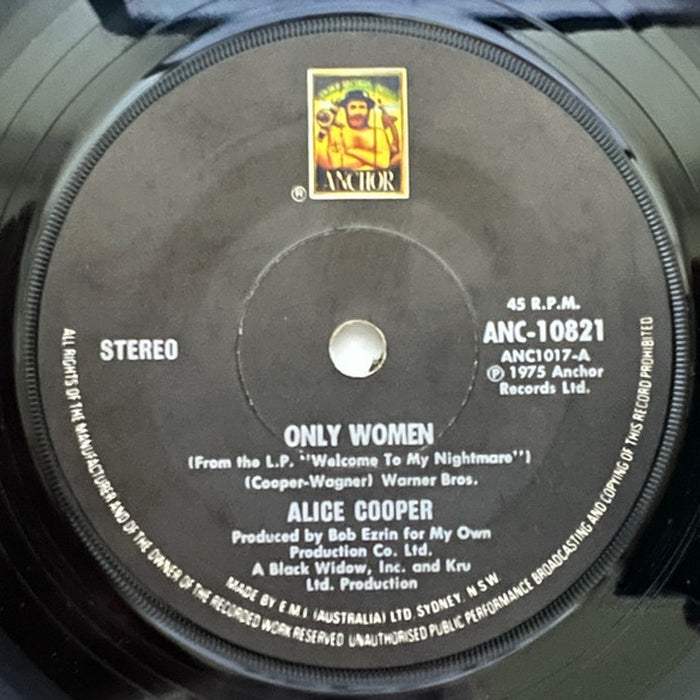 ANCHOR
®
45 R.P.M.
STEREO
ANC-10821
ANC1017-A
℗ 1975 Anchor
Records Ltd.
ONLY WOMEN
(From the L.P. "Welcome To My Nightmare")
(Cooper-Wagner) Warner Bros.
ALICE COOPER
Produced by Bob Ezrin for My Own
Production Co. Ltd.
A Black Widow, Inc. and Kru
Ltd. Production
MADE BY E.M.I. (AUSTRALIA) LTD. SYDNEY. N.S.W
ALL RIGHTS OF THE MANUFACTURER AND OF THE OWNER OF THE RECORDED WORK RESERVED UNAUTHORISED PUBLIC PERFORMANCE BROADCASTING AND COPYING OF THIS RECORD PROHIBITED